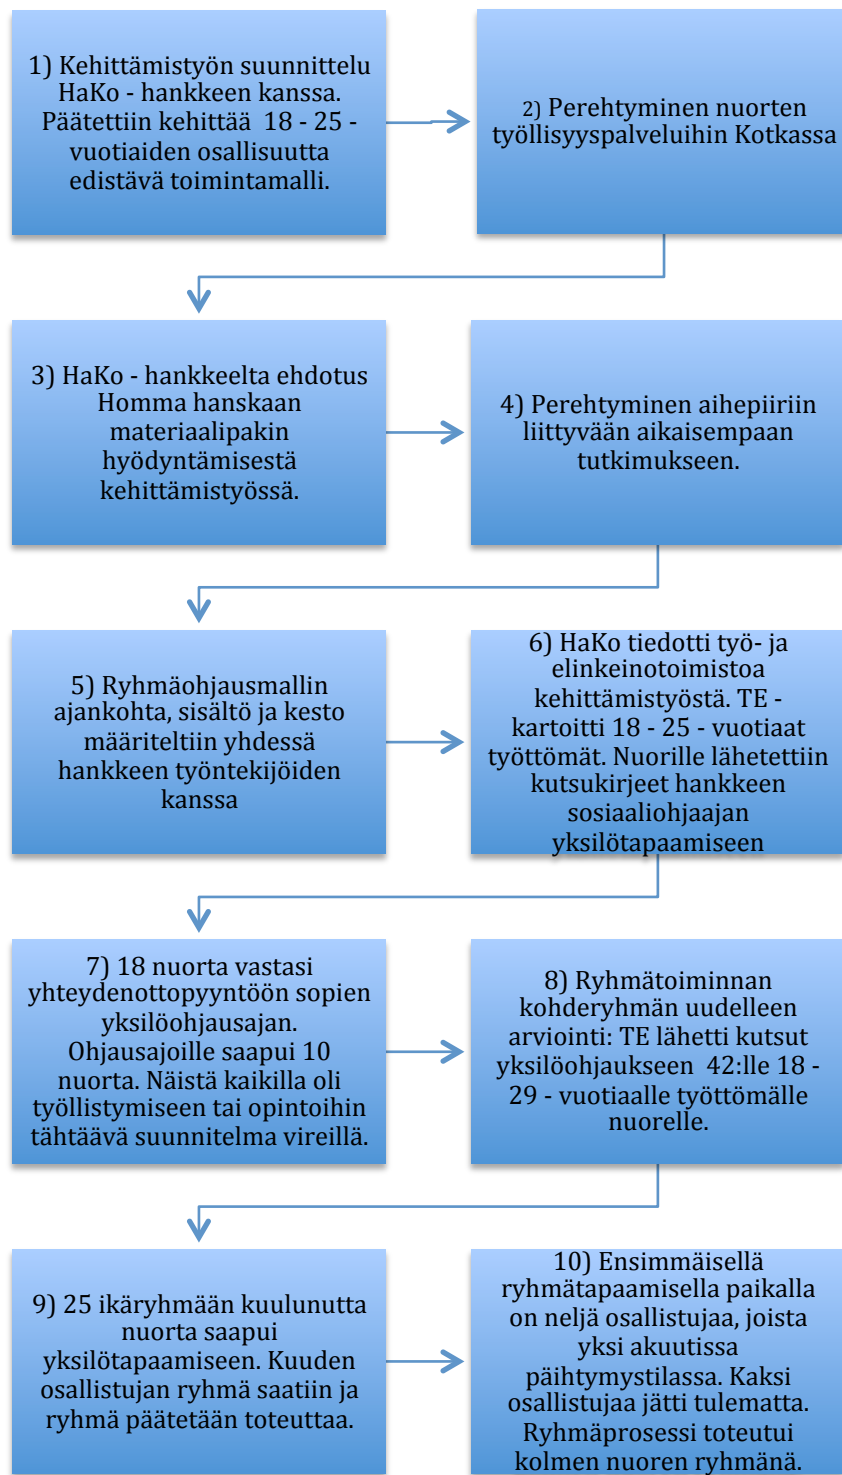 1) Kehittämistyön suunnittelu
HaKo - hankkeen kanssa.
Päätettiin kehittää 18 - 25 -
vuotiaiden osallisuutta
edistävä toimintamalli.
2) Perehtyminen nuorten
työllisyyspalveluihin Kotkassa
3) HaKo - hankkeelta ehdotus
Homma hanskaan
materiaalipakin
hyödyntämisestä
kehittämistyössä.
4) Perehtyminen aihepiiriin
liittyvään aikaisempaan
tutkimukseen.
5) Ryhmäohjausmallin
ajankohta, sisältö ja kesto
määriteltiin yhdessä
hankkeen työntekijöiden
kanssa
6) HaKo tiedotti työ- ja
elinkeinotoimistoa
kehittämistyöstä. TE -
kartoitti 18 - 25 - vuotiaat
työttömät. Nuorille lähetettiin
kutsukirjeet hankkeen
sosiaaliohjaajan
yksilötapaamiseen
7) 18 nuorta vastasi
yhteydenottopyyntöön sopien
yksilöohjausajan.
Ohjausajoille saapui 10
nuorta. Näistä kaikilla oli
työllistymiseen tai opintoihin
tähtäävä suunnitelma vireillä.
8) Ryhmätoiminnan
kohderyhmän uudelleen
arviointi: TE lähetti kutsut
yksilöohjaukseen 42:lle 18 -
29 - vuotiaalle työttömälle
nuorelle.
9) 25 ikäryhmään kuulunutta
nuorta saapui
yksilötapaamiseen. Kuuden
osallistujan ryhmä saatiin ja
ryhmä päätetään toteuttaa.
10) Ensimmäisellä
ryhmätapaamisella paikalla
on neljä osallistujaa, joista
yksi akuutissa
päihtymystilassa. Kaksi
osallistujaa jätti tulematta.
Ryhmäprosessi toteutui
kolmen nuoren ryhmänä.